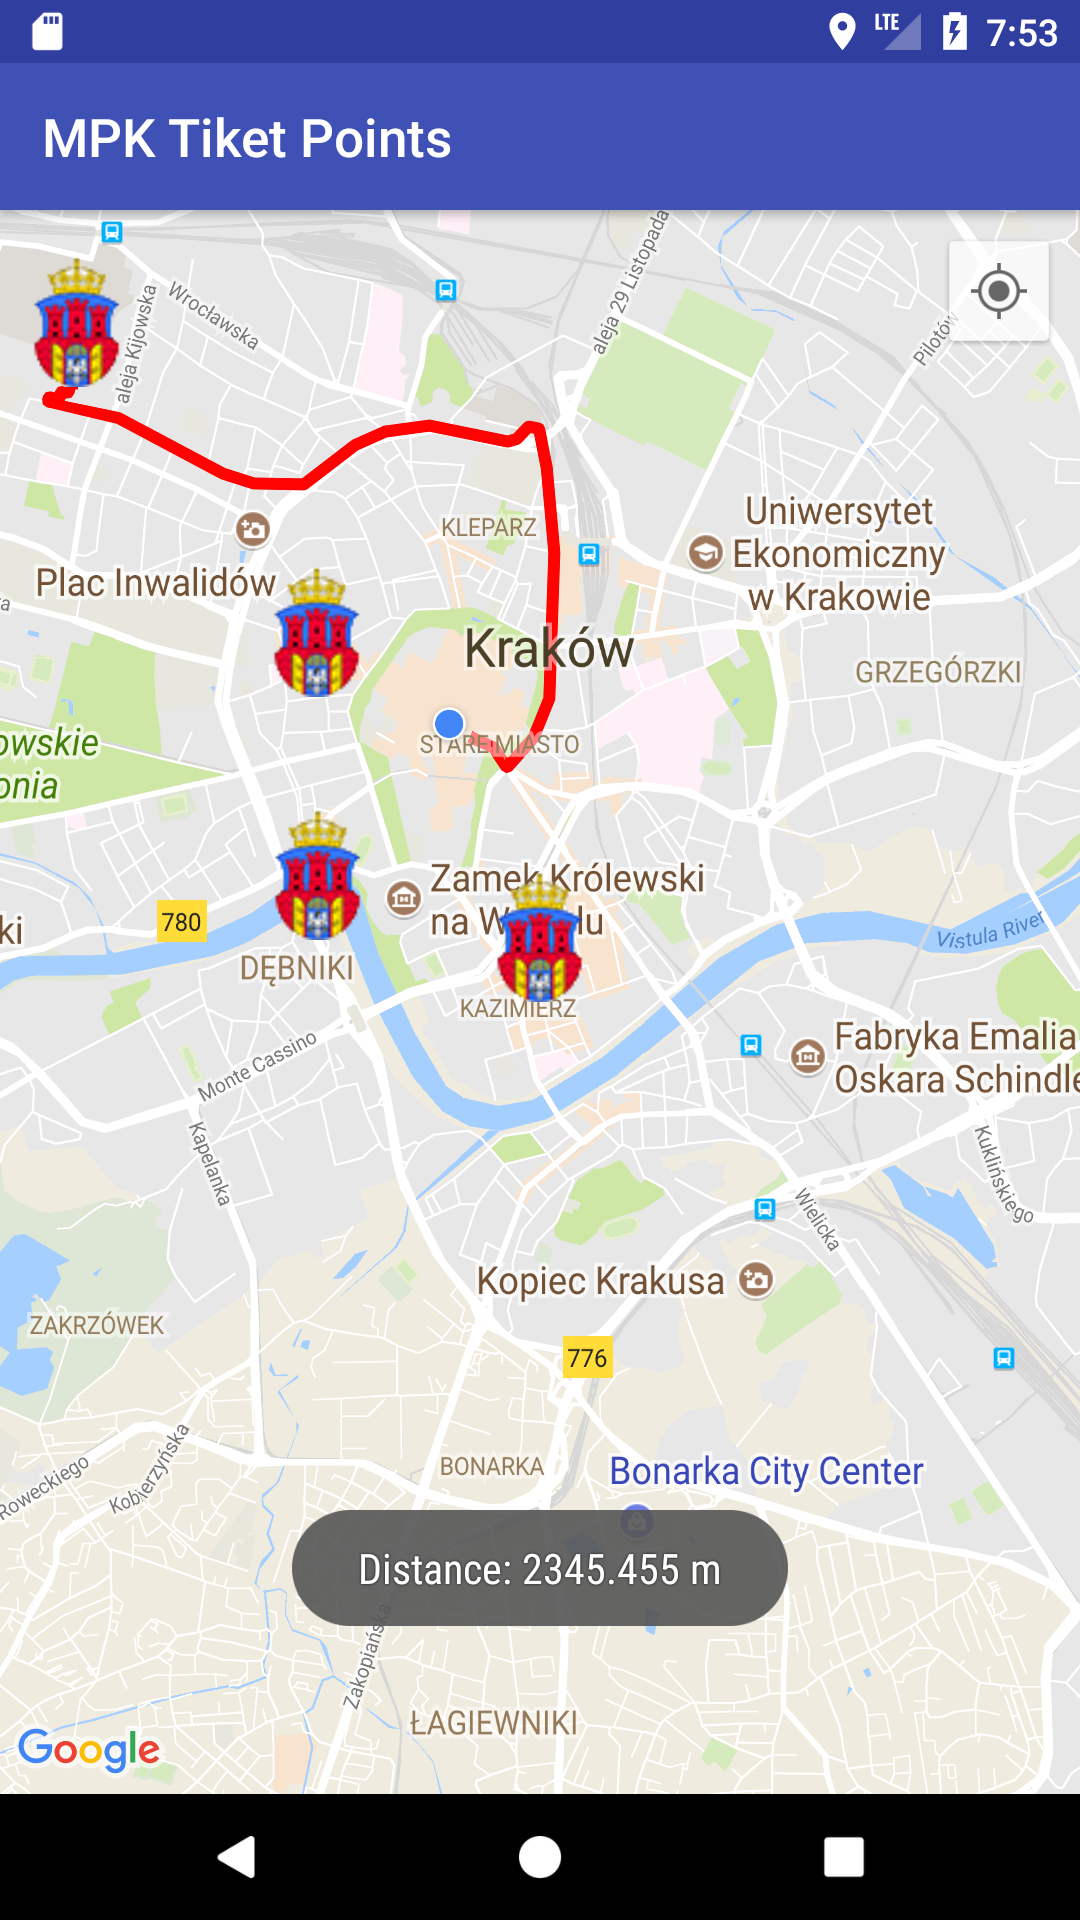 LTE
7:53
MPK Tiket Points
aleja Kijowska
Wrocławska
aleja 29 Listopada
Pilotów
Uniwersytet
Ekonomiczny
w Krakowie
KLEPARZ
Plac Inwalidów
Kraków
GRZEGÓRZKI
owskie
onia
STARE MIASTO
Zamek Królewski
na W lu
780
ki
Vistula River
DĘBNIKI
KAZIMIERZ
Fabryka Emalia
Oskara Schindle
Monte Cassino
Kapelanka
Kuklińskiego
Wielicka
Kopiec Krakusa
ZAKRZÓWEK
776
BONARKA
Bonarka City Center
Roweckiego
Kobierzyńska
Distance: 2345.455 m
Zakopiańska
ŁAGIEWNIKI
Google